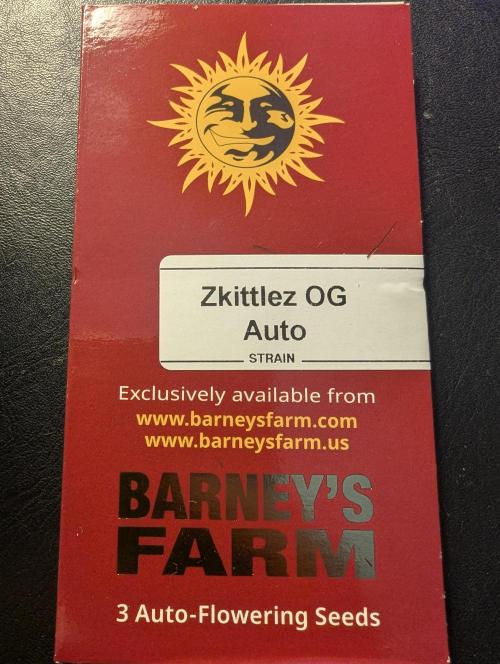 Zkittlez OG
Auto
STRAIN
Exclusively available from
www.barneysfarm.com
www.barneysfarm.us
BARNEY'S
FARM
3 Auto-Flowering Seeds